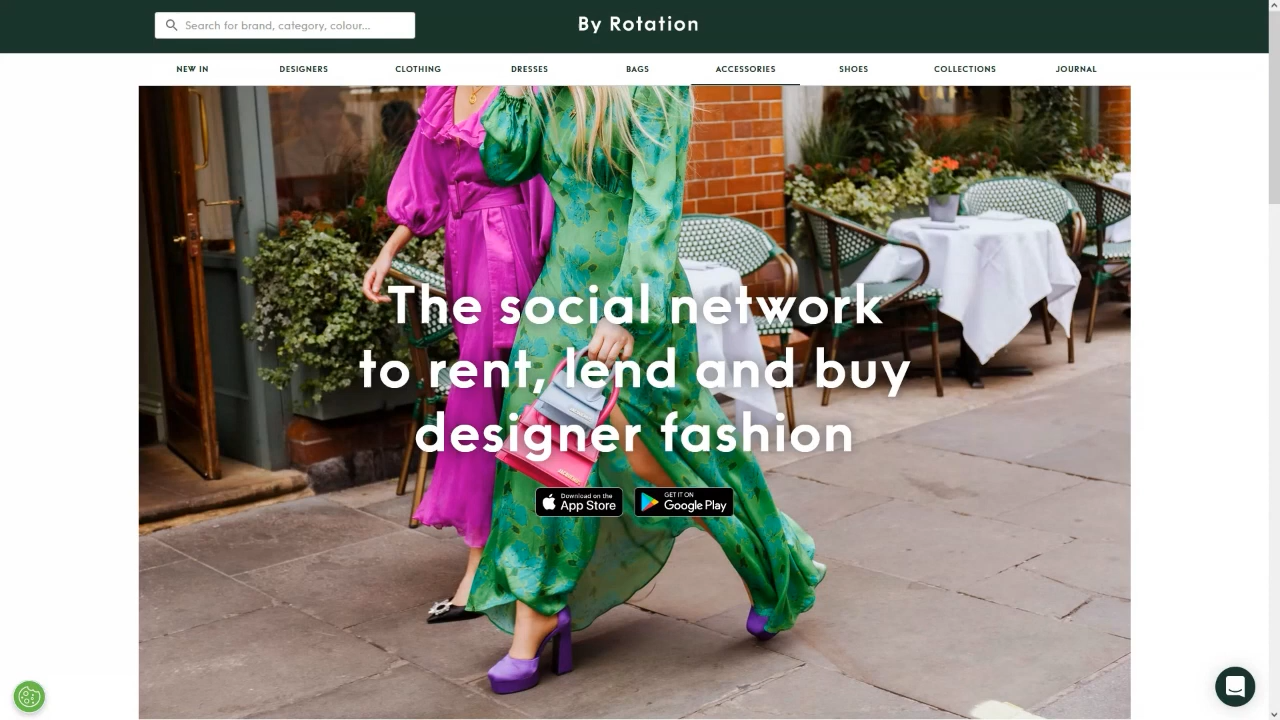 Search for brand, category, colour...
By Rotation
NEW IN
DESIGNERS
CLOTHING
DRESSES
BAGS
ACCESSORIES
SHOES
COLLECTIONS
JOURNAL
The social network
to rent, lend and buy
designer fashion
Download on the
App Store
GET IT ON
Google Play